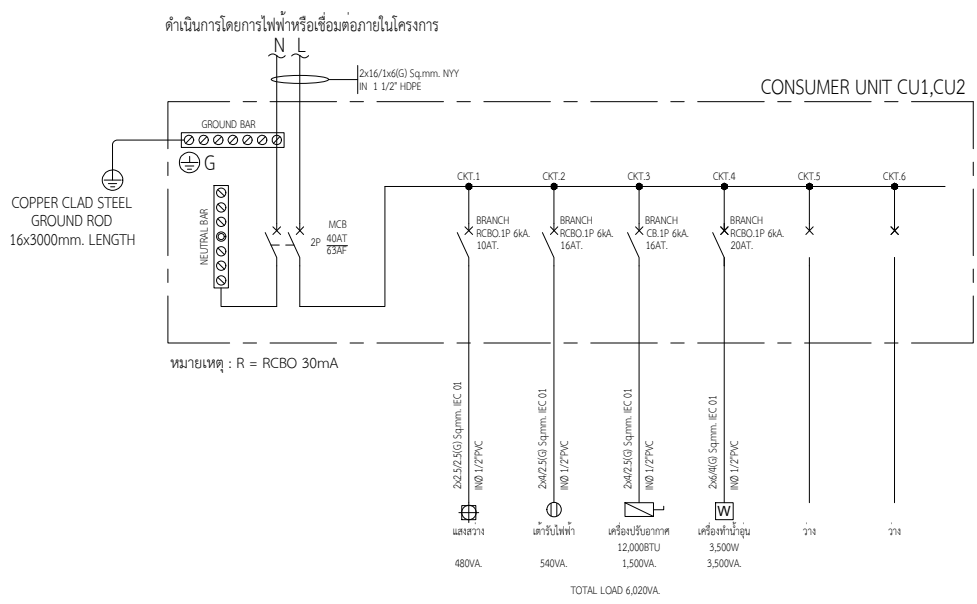 ดำเนินการโดยการไฟฟ้าหรือเชื่อมต่อภายในโครงการ
N L
2x16/1x6(G) Sq.mm. NYY
IN 1 1/2" HDPE
CONSUMER UNIT CU1,CU2
GROUND BAR
G
COPPER CLAD STEEL
GROUND ROD
16x3000mm. LENGTH
NEUTRAL BAR
MCB
2P 40AT
63AF
CKT.1 CKT.2 CKT.3 CKT.4 CKT.5 CKT.6
BRANCH
RCBO.1P 6kA.
10AT.
BRANCH
RCBO.1P 6kA.
16AT.
BRANCH
CB.1P 6kA.
16AT.
BRANCH
RCBO.1P 6kA.
20AT.
หมายเหตุ : R = RCBO 30mA
2x2.5/2.5(G) Sq.mm. IEC 01
INØ 1/2"PVC
2x4/2.5(G) Sq.mm. IEC 01
INØ 1/2"PVC
2x4/2.5(G) Sq.mm. IEC 01
INØ 1/2"PVC
2x6/4(G) Sq.mm. IEC 01
INØ 1/2"PVC
W
แสงสว่าง เต้ารับไฟฟ้า เครื่องปรับอากาศ เครื่องทำน้ำอุ่น ว่าง ว่าง
12,000BTU 3,500W
480VA. 540VA. 1,500VA. 3,500VA.
TOTAL LOAD 6,020VA.